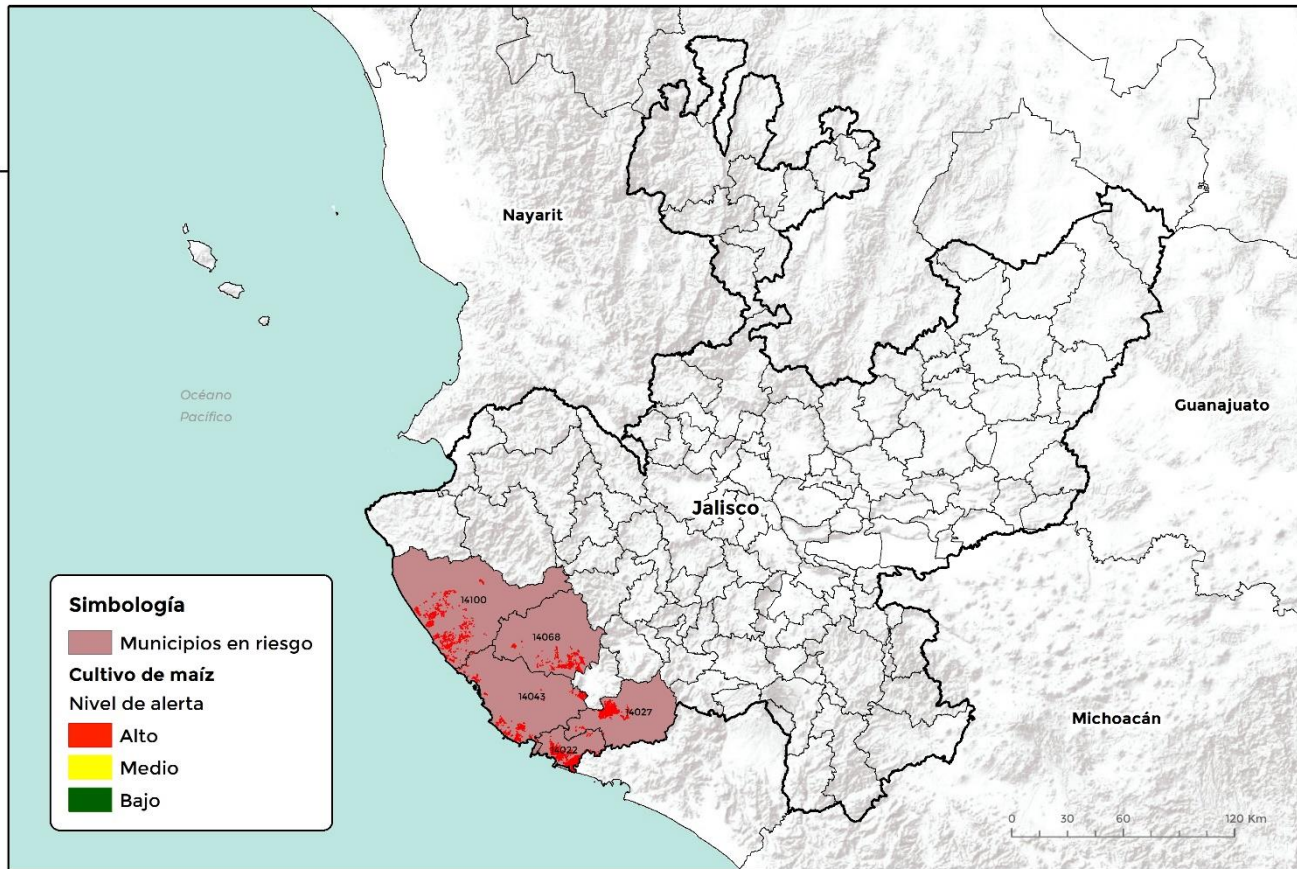 Nayarit
Océano
Pacífico
Guanajuato
Jalisco
Simbología
Municipios en riesgo
Cultivo de maíz
Nivel de alerta
Alto
Medio
Bajo
14100
14068
14043
14027
14022
Michoacán
0 30 60 120 Km